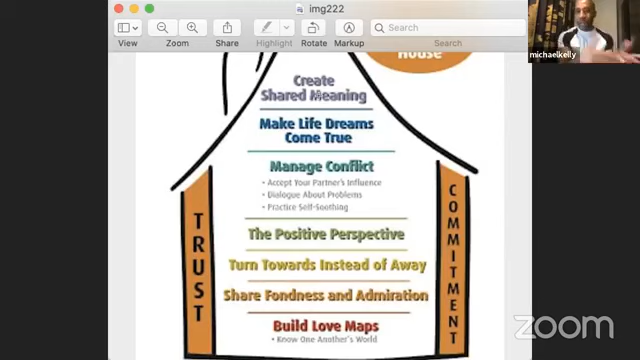 img222
View
Zoom
Share
Highlight
Rotate
Markup
Search
Search
michaelkelly
House
Create
Shared Meaning
Make Life Dreams
Come True
Manage Conflict
• Accept Your Partner's Influence
• Dialogue About Problems
• Practice Self-Soothing
The Positive Perspective
Turn Towards Instead of Away
Share Fondness and Admiration
Build Love Maps
• Know One Another's World
TRUST
COMMITMENT
zoom